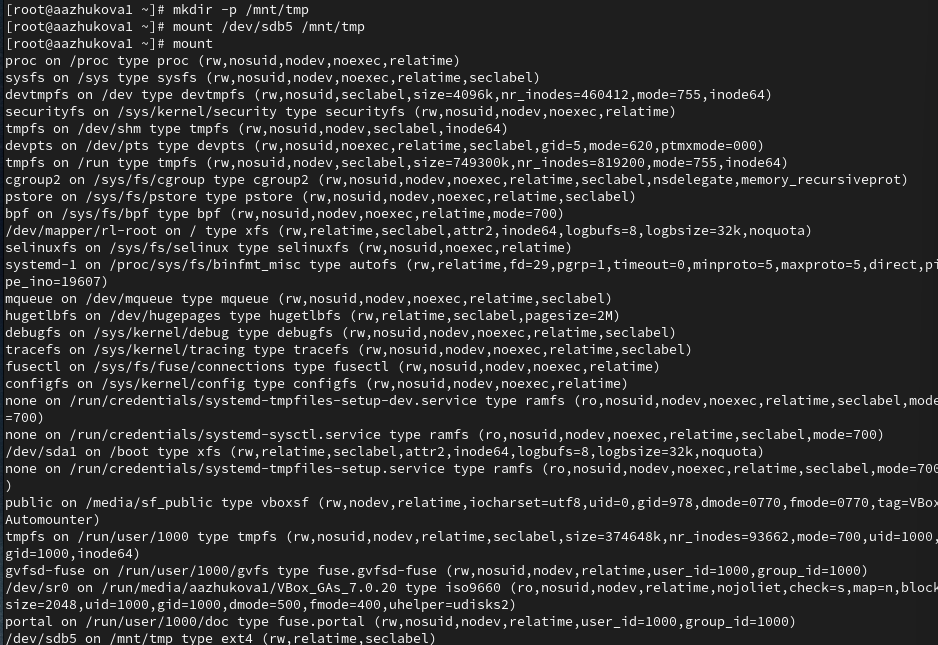 [root@aazhukova1 ~]# mkdir -p /mnt/tmp
[root@aazhukova1 ~]# mount /dev/sdb5 /mnt/tmp
[root@aazhukova1 ~]# mount
proc on /proc type proc (rw,nosuid,nodev,noexec,relatime)
sysfs on /sys type sysfs (rw,nosuid,nodev,noexec,relatime,seclabel)
devtmpfs on /dev type devtmpfs (rw,nosuid,seclabel,size=4096k,nr_inodes=460412,mode=755,inode64)
securityfs on /sys/kernel/security type securityfs (rw,nosuid,nodev,noexec,relatime)
tmpfs on /dev/shm type tmpfs (rw,nosuid,nodev,seclabel,inode64)
devpts on /dev/pts type devpts (rw,nosuid,noexec,relatime,seclabel,gid=5,mode=620,ptmxmode=000)
tmpfs on /run type tmpfs (rw,nosuid,nodev,seclabel,size=749300k,nr_inodes=819200,mode=755,inode64)
cgroup2 on /sys/fs/cgroup type cgroup2 (rw,nosuid,nodev,noexec,relatime,seclabel,nsdelegate,memory_recursiveprot)
pstore on /sys/fs/pstore type pstore (rw,nosuid,nodev,noexec,relatime,seclabel)
bpf on /sys/fs/bpf type bpf (rw,nosuid,nodev,noexec,relatime,mode=700)
/dev/mapper/rl-root on / type xfs (rw,relatime,seclabel,attr2,inode64,logbufs=8,logbsize=32k,noquota)
selinuxfs on /sys/fs/selinux type selinuxfs (rw,nosuid,noexec,relatime)
systemd-1 on /proc/sys/fs/binfmt_misc type autofs (rw,relatime,fd=29,pgrp=1,timeout=0,minproto=5,maxproto=5,direct,pi
pe_ino=19607)
mqueue on /dev/mqueue type mqueue (rw,nosuid,nodev,noexec,relatime,seclabel)
hugetlbfs on /dev/hugepages type hugetlbfs (rw,relatime,seclabel,pagesize=2M)
debugfs on /sys/kernel/debug type debugfs (rw,nosuid,nodev,noexec,relatime,seclabel)
tracefs on /sys/kernel/tracing type tracefs (rw,nosuid,nodev,noexec,relatime,seclabel)
fusectl on /sys/fs/fuse/connections type fusectl (rw,nosuid,nodev,noexec,relatime)
configfs on /sys/kernel/config type configfs (rw,nosuid,nodev,noexec,relatime)
none on /run/credentials/systemd-tmpfiles-setup-dev.service type ramfs (ro,nosuid,nodev,noexec,relatime,seclabel,mode
=700)
none on /run/credentials/systemd-sysctl.service type ramfs (ro,nosuid,nodev,noexec,relatime,seclabel,mode=700)
/dev/sda1 on /boot type xfs (rw,relatime,seclabel,attr2,inode64,logbufs=8,logbsize=32k,noquota)
none on /run/credentials/systemd-tmpfiles-setup.service type ramfs (ro,nosuid,nodev,noexec,relatime,seclabel,mode=700
)
public on /media/sf_public type vboxsf (rw,nodev,relatime,iocharset=utf8,uid=0,gid=978,dmode=0770,fmode=0770,tag=VBox
Automounter)
tmpfs on /run/user/1000 type tmpfs (rw,nosuid,nodev,relatime,seclabel,size=374648k,nr_inodes=93662,mode=700,uid=1000,
gid=1000,inode64)
gvfsd-fuse on /run/user/1000/gvfs type fuse.gvfsd-fuse (rw,nosuid,nodev,relatime,user_id=1000,group_id=1000)
/dev/sr0 on /run/media/aazhukova1/VBox_GAs_7.0.20 type iso9660 (ro,nosuid,nodev,relatime,nojoliet,check=s,map=n,block
size=2048,uid=1000,gid=1000,dmode=500,fmode=400,uhelper=udisks2)
portal on /run/user/1000/doc type fuse.portal (rw,nosuid,nodev,relatime,user_id=1000,group_id=1000)
/dev/sdb5 on /mnt/tmp type ext4 (rw,relatime,seclabel)